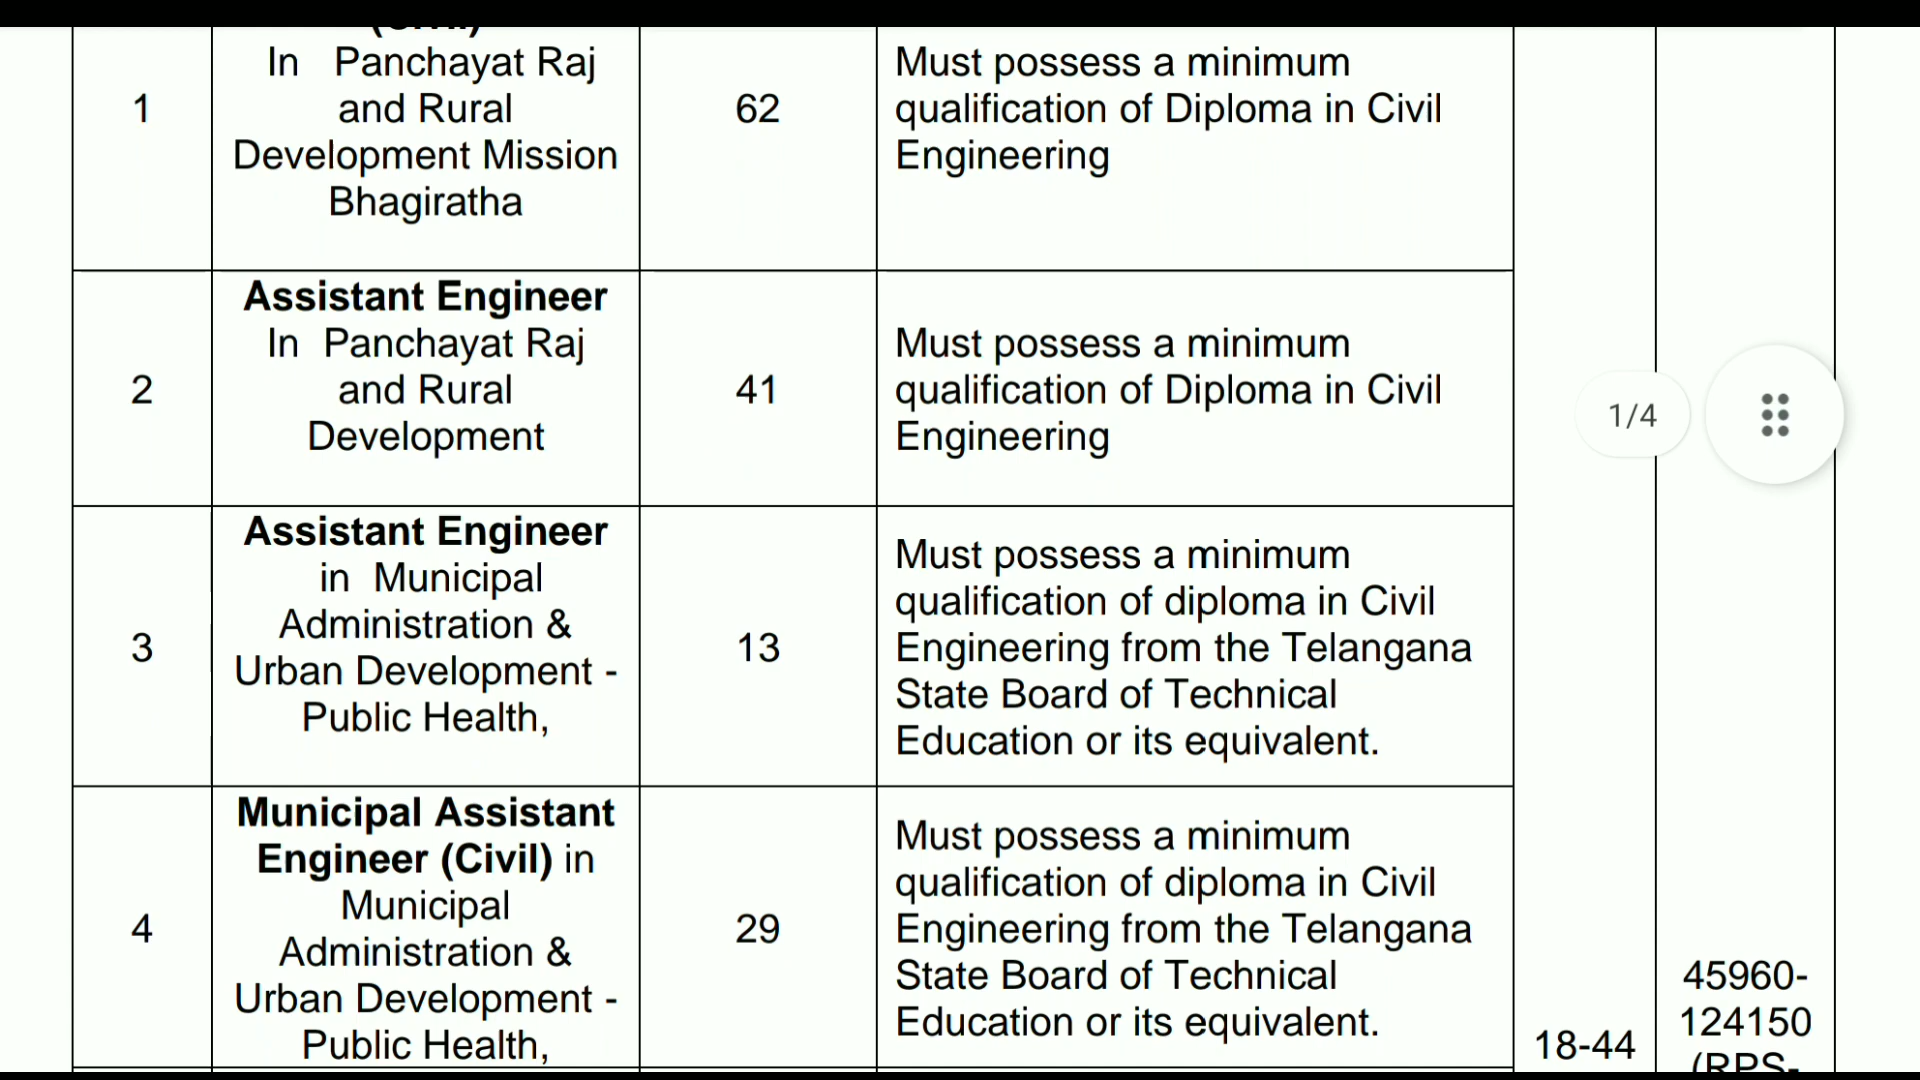 (Civil)
In Panchayat Raj
and Rural
Development Mission
Bhagiratha
1
62
Must possess a minimum
qualification of Diploma in Civil
Engineering
Assistant Engineer
In Panchayat Raj
and Rural
Development
2
41
Must possess a minimum
qualification of Diploma in Civil
Engineering
1/4
Assistant Engineer
in Municipal
Administration &
Urban Development -
Public Health,
3
13
Must possess a minimum
qualification of diploma in Civil
Engineering from the Telangana
State Board of Technical
Education or its equivalent.
Municipal Assistant
Engineer (Civil) in
Municipal
Administration &
Urban Development -
Public Health,
4
29
Must possess a minimum
qualification of diploma in Civil
Engineering from the Telangana
State Board of Technical
Education or its equivalent.
18-44
45960-
124150
(RPS-